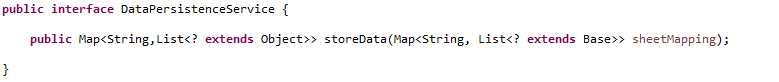 public interface DataPersistenceService {
public Map<String,List<? extends Object>> storeData(Map<String, List<? extends Base>> sheetMapping);
}